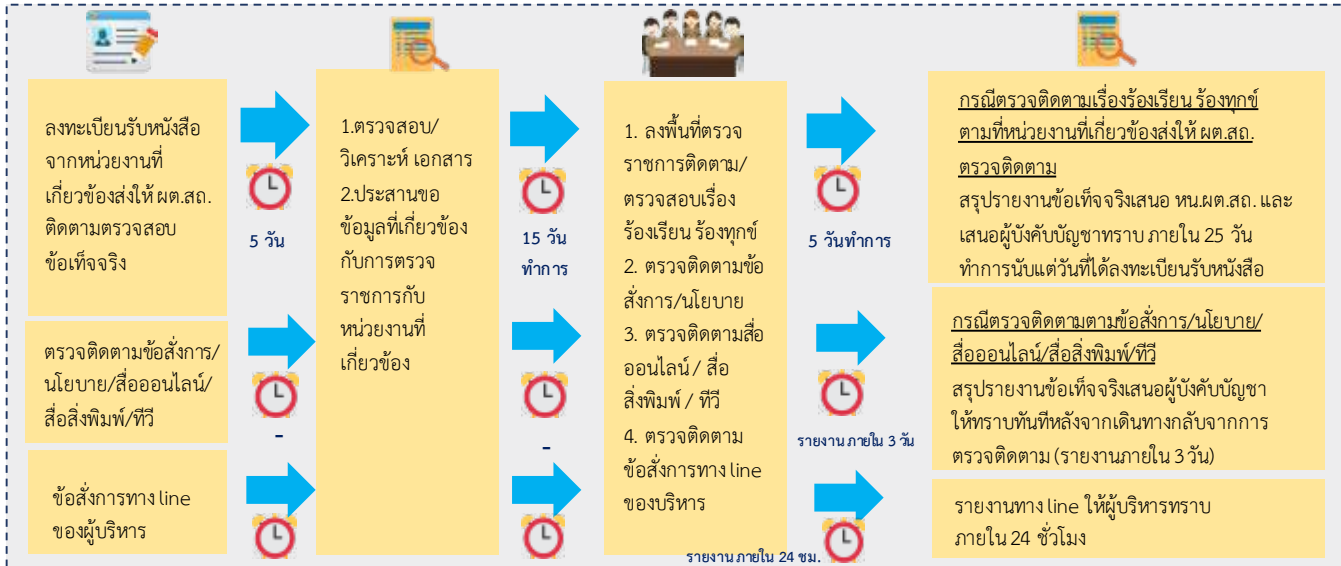 ลงทะเบียนรับหนังสือ
จากหน่วยงานที่
เกี่ยวข้องส่งให้ ผต.สถ.
ติดตามตรวจสอบ
ข้อเท็จจริง
5 วัน
1.ตรวจสอบ/
วิเคราะห์ เอกสาร
2.ประสานขอ
ข้อมูลที่เกี่ยวข้อง
กับการตรวจ
ราชการกับ
หน่วยงานที่
เกี่ยวข้อง
15 วัน
ทำการ
1. ลงพื้นที่ตรวจ
ราชการติดตาม/
ตรวจสอบเรื่อง
ร้องเรียน ร้องทุกข์
2. ตรวจติดตามข้อ
สั่งการ/นโยบาย
3. ตรวจติดตามสื่อ
ออนไลน์ / สื่อ
สิ่งพิมพ์ / ทีวี
4. ตรวจติดตาม
ข้อสั่งการทาง line
ของบริหาร
5 วันทำการ
กรณีตรวจติดตามเรื่องร้องเรียน ร้องทุกข์
ตามที่หน่วยงานที่เกี่ยวข้องส่งให้ ผต.สถ.
ตรวจติดตาม
สรุปรายงานข้อเท็จจริงเสนอ หน.ผต.สถ. และ
เสนอผู้บังคับบัญชาทราบ ภายใน 25 วัน
ทำการนับแต่วันที่ได้ลงทะเบียนรับหนังสือ
ตรวจติดตามข้อสั่งการ/
นโยบาย/สื่อออนไลน์/
สื่อสิ่งพิมพ์/ทีวี
-
-
รายงาน ภายใน 3 วัน
กรณีตรวจติดตามตามข้อสั่งการ/นโยบาย/
สื่อออนไลน์/สื่อสิ่งพิมพ์/ทีวี
สรุปรายงานข้อเท็จจริงเสนอผู้บังคับบัญชา
ให้ทราบทันทีหลังจากเดินทางกลับจากการ
ตรวจติดตาม (รายงานภายใน 3 วัน)
ข้อสั่งการทาง line
ของผู้บริหาร
รายงาน ภายใน 24 ชม.
รายงานทาง line ให้ผู้บริหารทราบ
ภายใน 24 ชั่วโมง